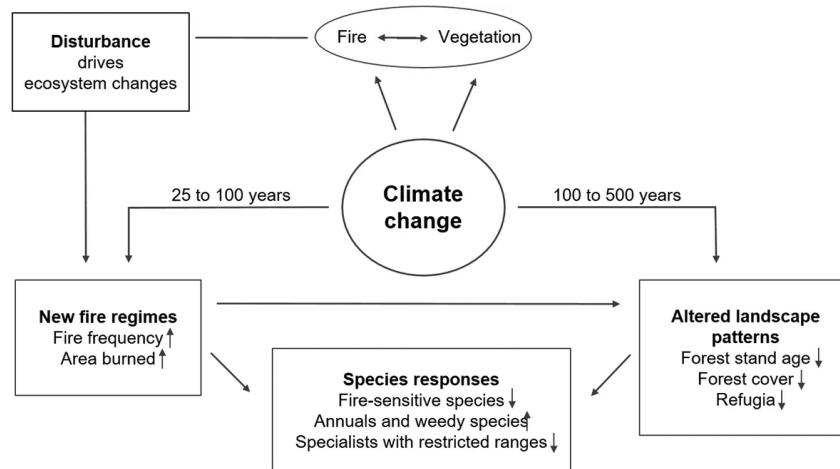 Disturbance
drives
ecosystem changes
Fire ↔ Vegetation
Climate
change
25 to 100 years
100 to 500 years
New fire regimes
Fire frequency ↑
Area burned ↑
Altered landscape
patterns
Forest stand age ↓
Forest cover ↓
Refugia ↓
Species responses
Fire-sensitive species ↓
Annuals and weedy species ↑
Specialists with restricted ranges ↓